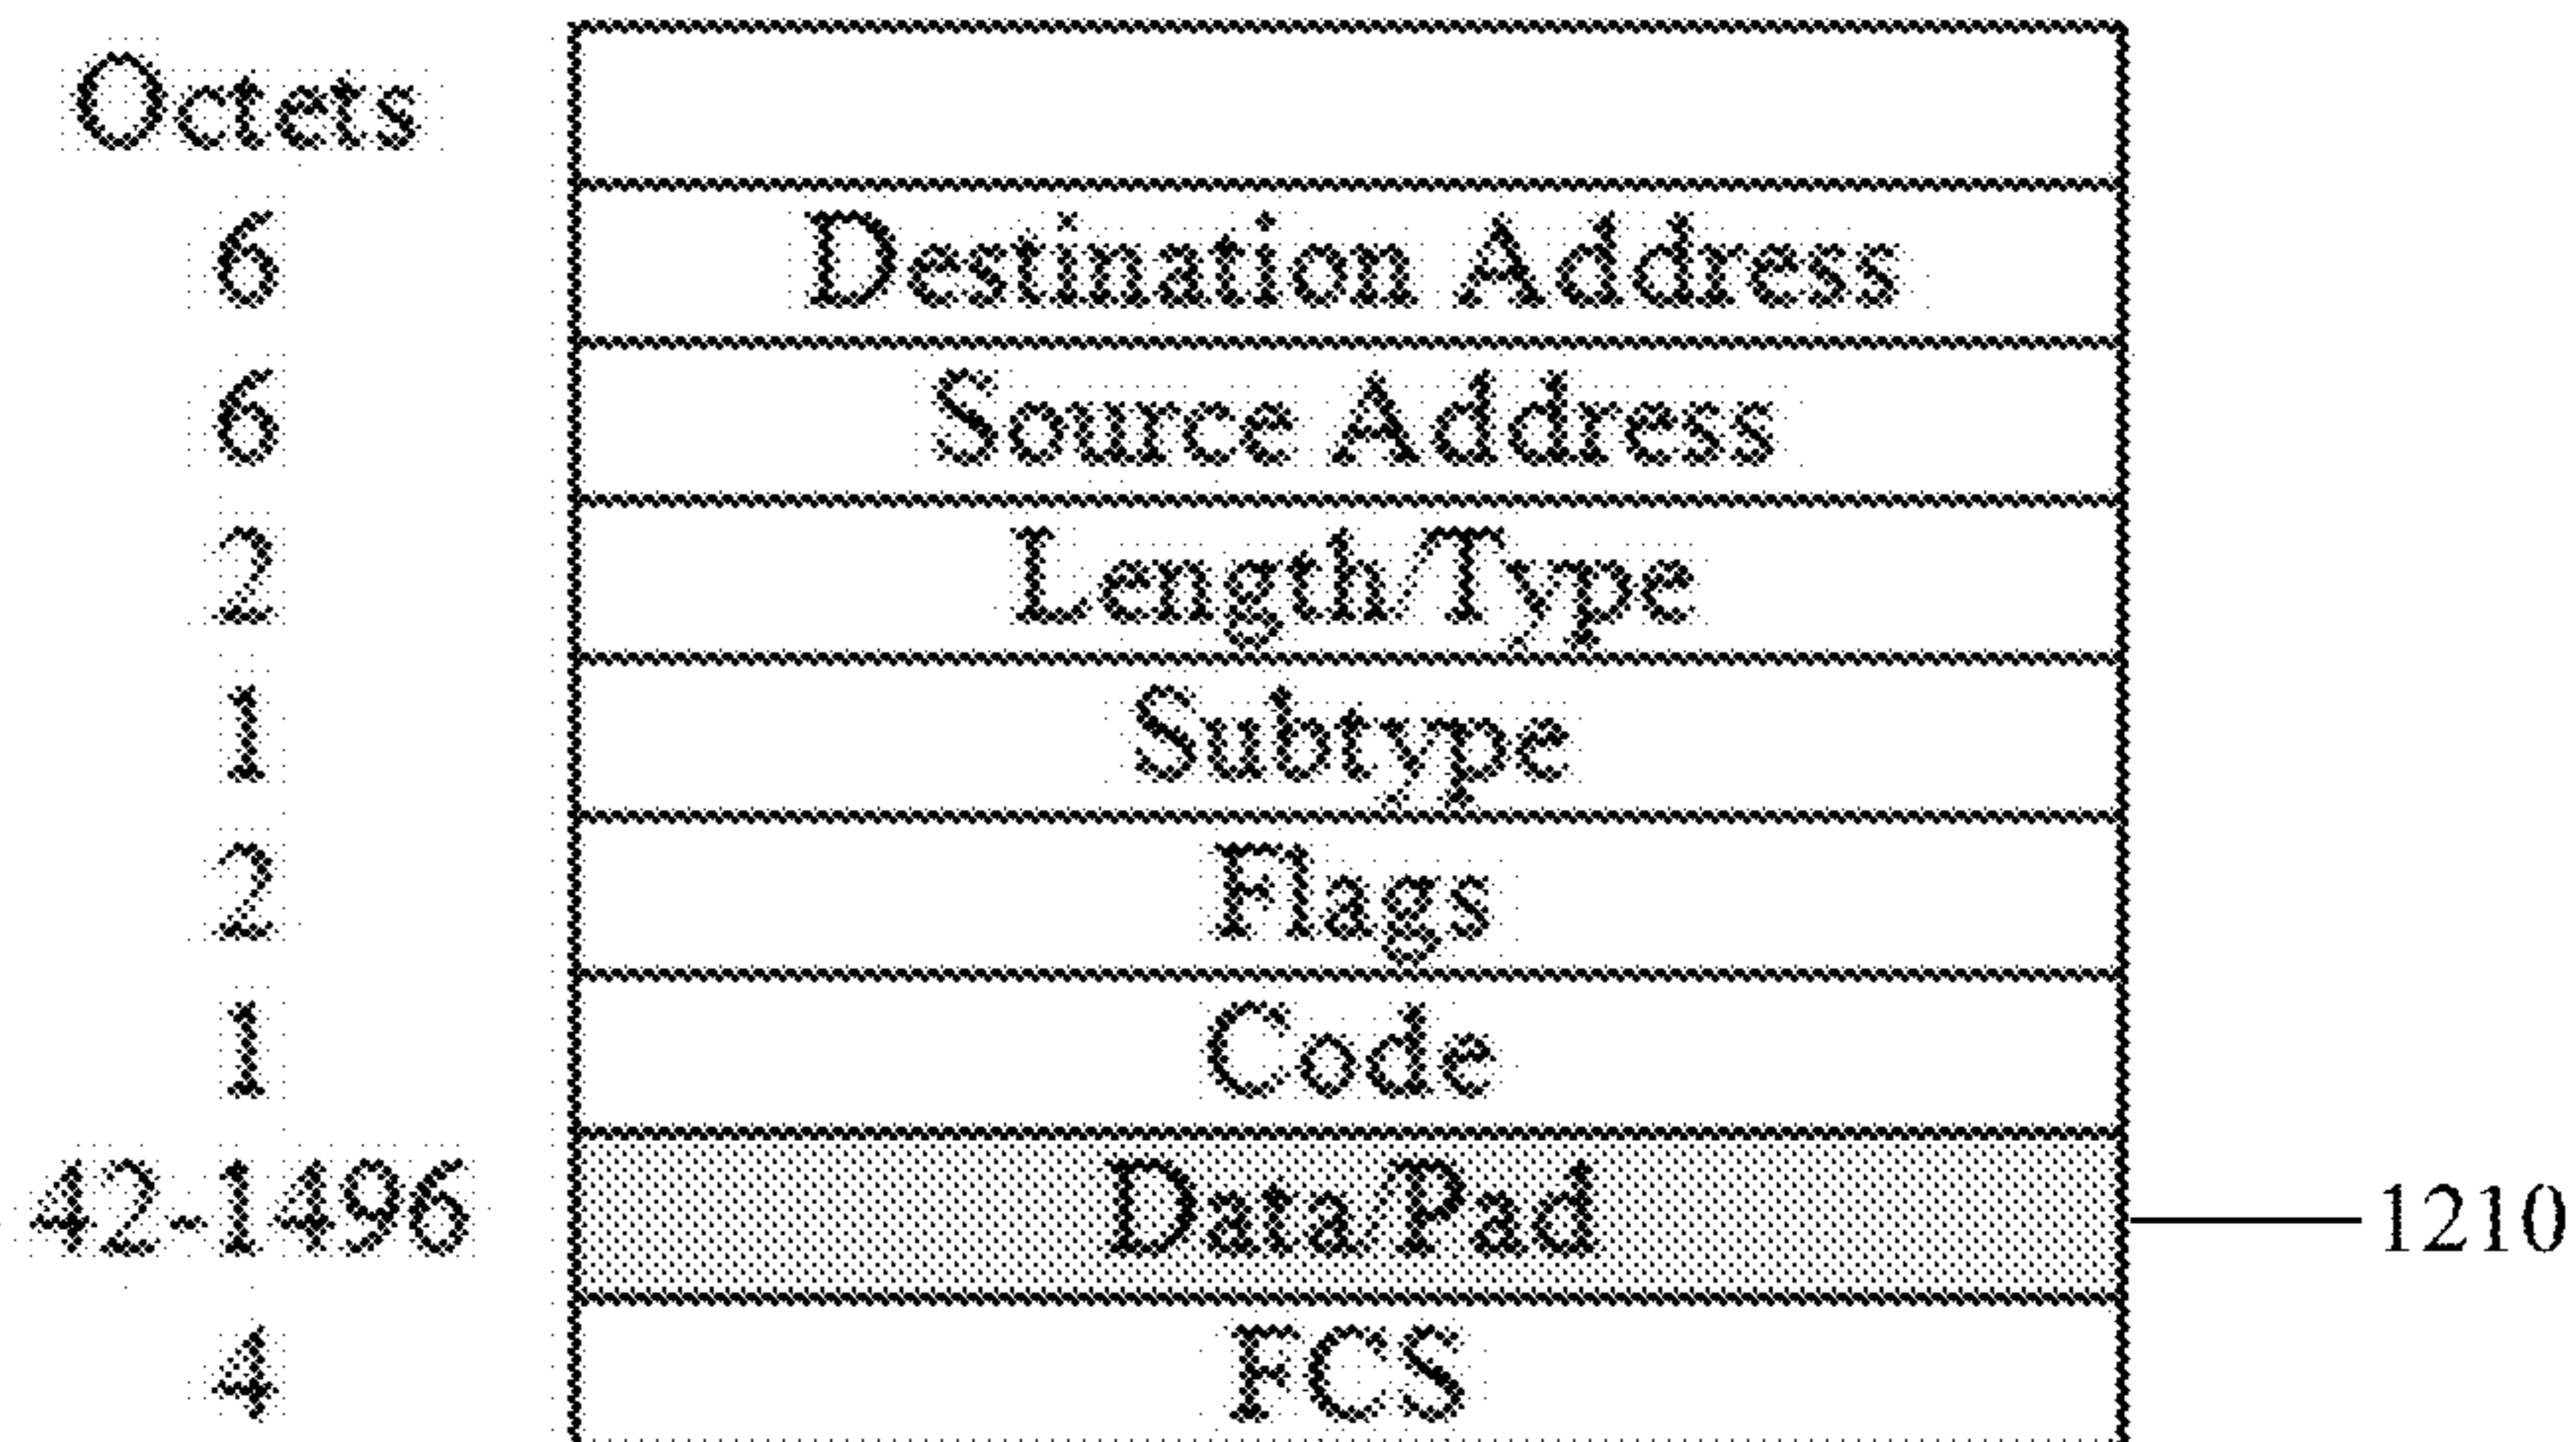 Octets
6 Destination Address
6 Source Address
2 Length/Type
1 Subtype
2 Flags
1 Code
42-1496 Data/Pad 1210
4 FCS